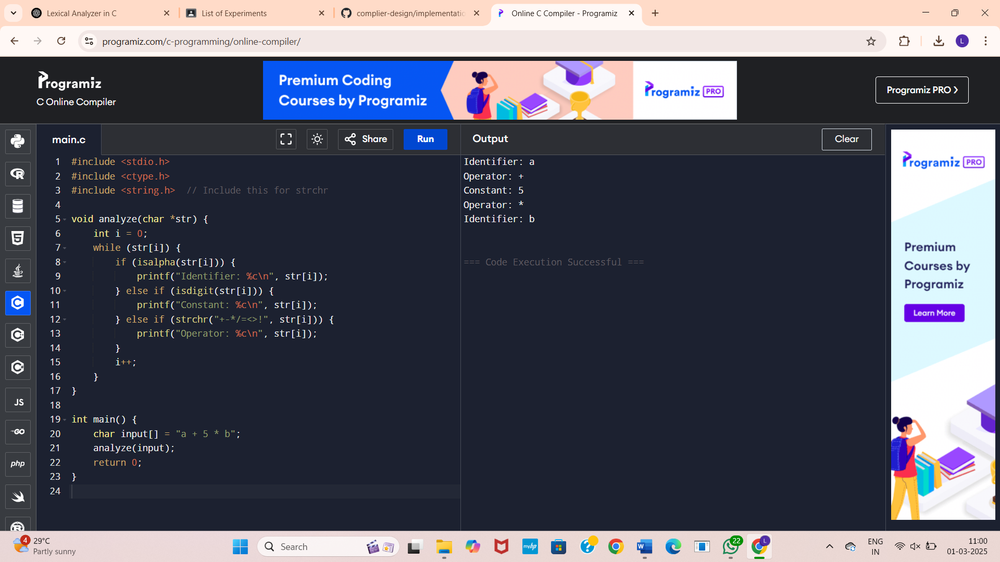 Lexical Analyzer in C
List of Experiments
complier-design/implementatio
Online C Compiler - Programiz
programiz.com/c-programming/online-compiler/
L
Programiz
C Online Compiler
Premium Coding
Courses by Programiz
Programiz PRO
Programiz PRO
main.c
Share
Run
Output
Clear
1 #include <stdio.h>
2 #include <ctype.h>
3 #include <string.h>  // Include this for strchr
4
5 void analyze(char *str) {
6     int i = 0;
7     while (str[i]) {
8         if (isalpha(str[i])) {
9             printf("Identifier: %c\n", str[i]);
10         } else if (isdigit(str[i])) {
11             printf("Constant: %c\n", str[i]);
12         } else if (strchr("+-*/=<>!", str[i])) {
13             printf("Operator: %c\n", str[i]);
14         }
15         i++;
16     }
17 }
18
19 int main() {
20     char input[] = "a + 5 * b";
21     analyze(input);
22     return 0;
23 }
24
Identifier: a
Operator: +
Constant: 5
Operator: *
Identifier: b
=== Code Execution Successful ===
JS
GO
php
Programiz PRO
Premium
Courses by
Programiz
Learn More
4
29°C
Partly sunny
Search
myhp
W
22
L
ENG
IN
11:00
01-03-2025